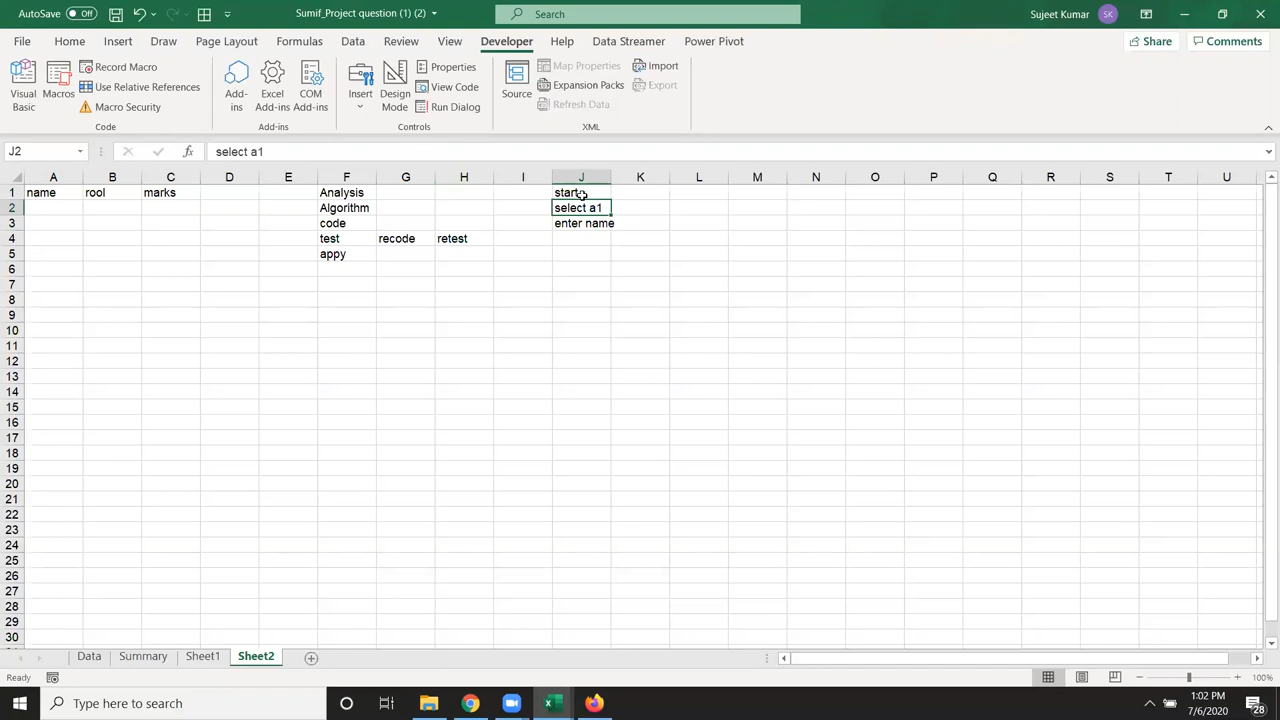 AutoSave Off Sumif_Project question (1) (2) Search Sujeet Kumar SK
File Home Insert Draw Page Layout Formulas Data Review View Developer Help Data Streamer Power Pivot Share Comments
Visual Basic
Macros
Record Macro
Use Relative References
Macro Security
Code
Add-ins
Excel Add-ins
COM Add-ins
Add-ins
Insert
Design Mode
Properties
View Code
Run Dialog
Controls
Source
Map Properties
Expansion Packs
Refresh Data
Import
Export
XML
J2 fx select a1
A B C D E F G H I J K L M N O P Q R S T U
1 name rool marks Analysis start
2 Algorithm select a1
3 code enter name
4 test recode retest
5 appy
6
7
8
9
10
11
12
13
14
15
16
17
18
19
20
21
22
23
24
25
26
27
28
29
30
Data Summary Sheet1 Sheet2
Ready 100%
Type here to search 1:02 PM
7/6/2020 28